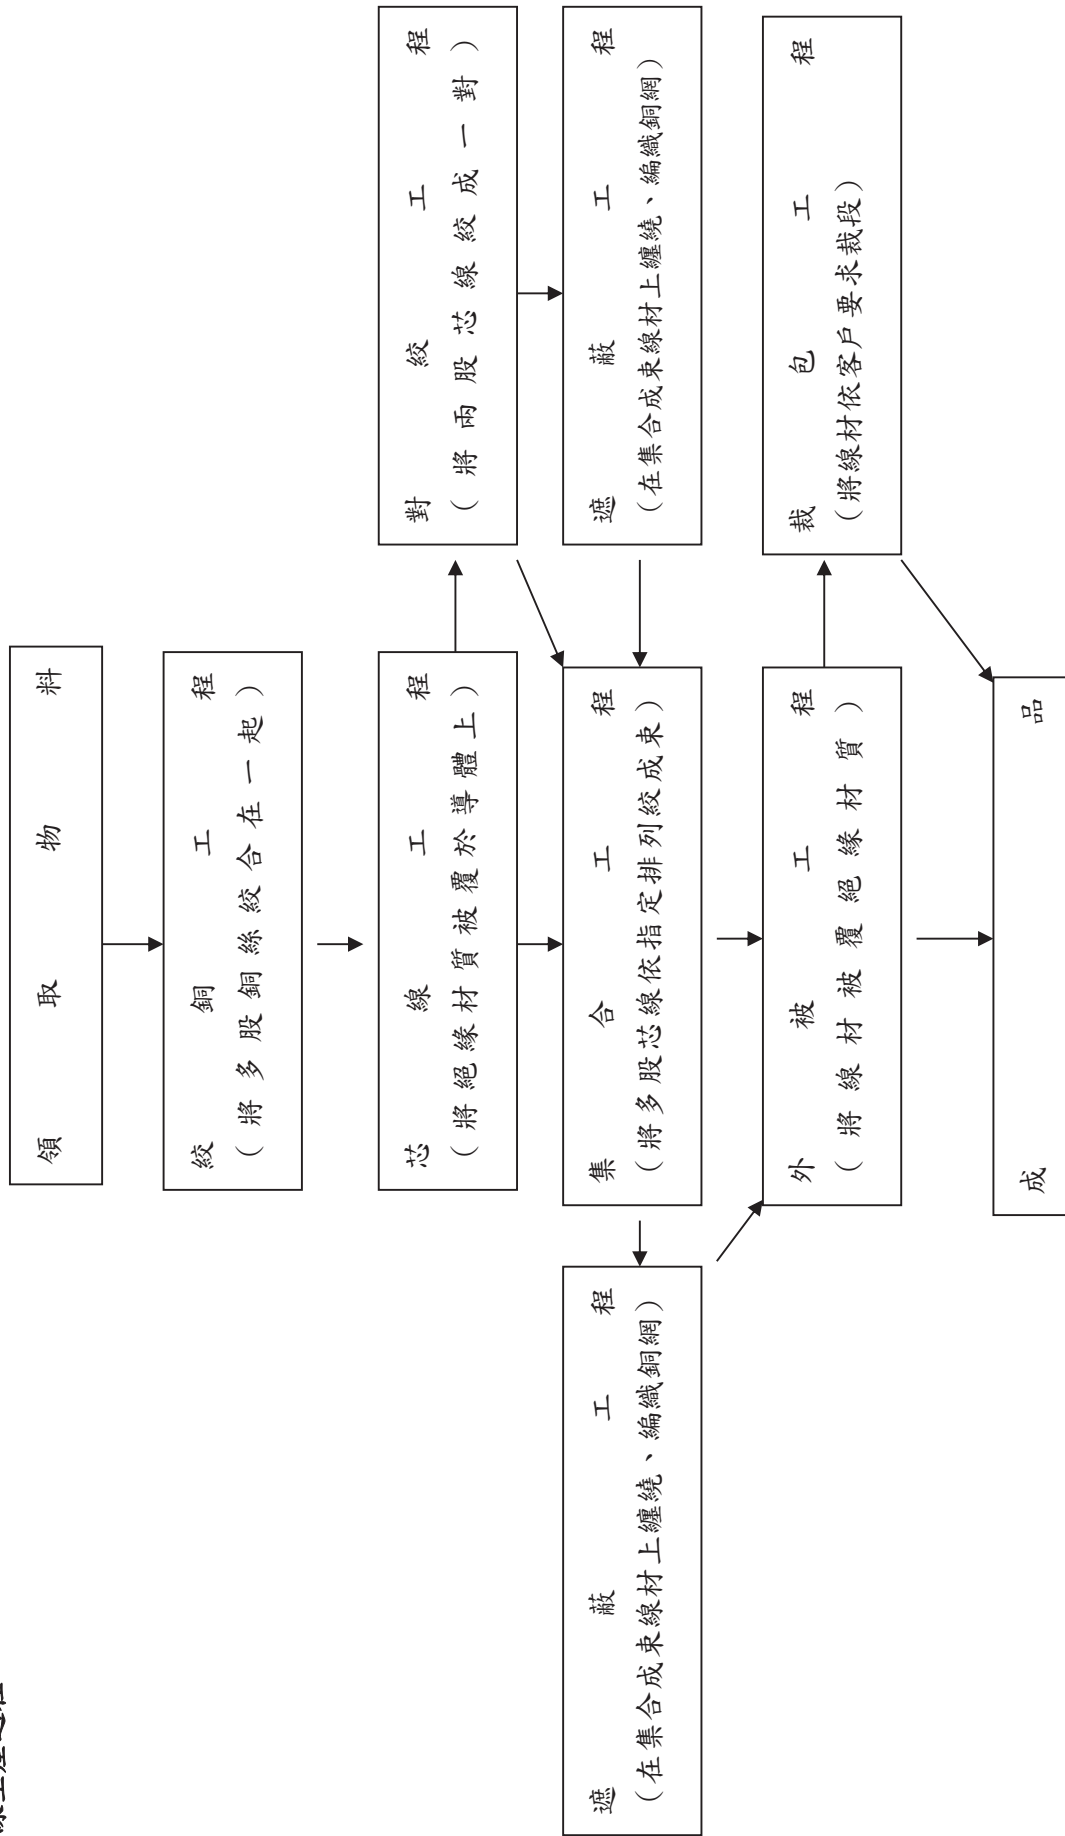 領取物料
絞銅工程
(將多股銅絲絞合在一起)
芯線工程
(將絕緣材質被覆於導體上)
對絞工程
(將兩股芯線絞成一對)
遮蔽工程
(在集合成束線材上纏繞、編織銅網)
集合工程
(將多股芯線依指定排列絞成束)
遮蔽工程
(在集合成束線材上纏繞、編織銅網)
外被工程
(將線材被覆絕緣材質)
裁包工程
(將線材依客戶要求裁段)
成品